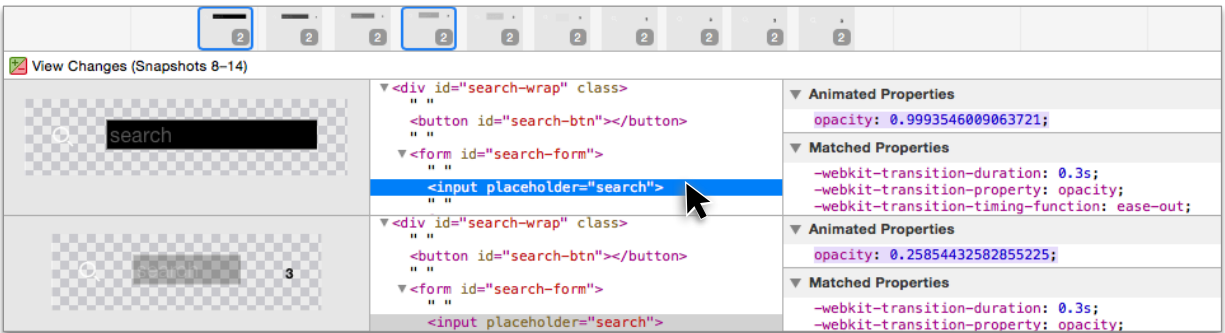 2 2 2 2 2 2 2 2 2 2
View Changes (Snapshots 8–14)
search
▼<div id="search-wrap" class>
" "
<button id="search-btn"></button>
" "
▼<form id="search-form">
" "
<input placeholder="search">
" "
▼ Animated Properties
opacity: 0.9993546009063721;
▼ Matched Properties
-webkit-transition-duration: 0.3s;
-webkit-transition-property: opacity;
-webkit-transition-timing-function: ease-out;
search
3
▼<div id="search-wrap" class>
" "
<button id="search-btn"></button>
" "
▼<form id="search-form">
" "
<input placeholder="search">
▼ Animated Properties
opacity: 0.25854432582855225;
▼ Matched Properties
-webkit-transition-duration: 0.3s;
-webkit-transition-property: opacity;